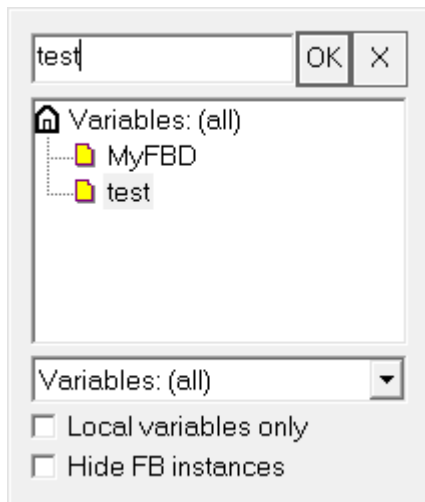 test OK X
Variables: (all)
MyFBD
test
Variables: (all)
Local variables only
Hide FB instances